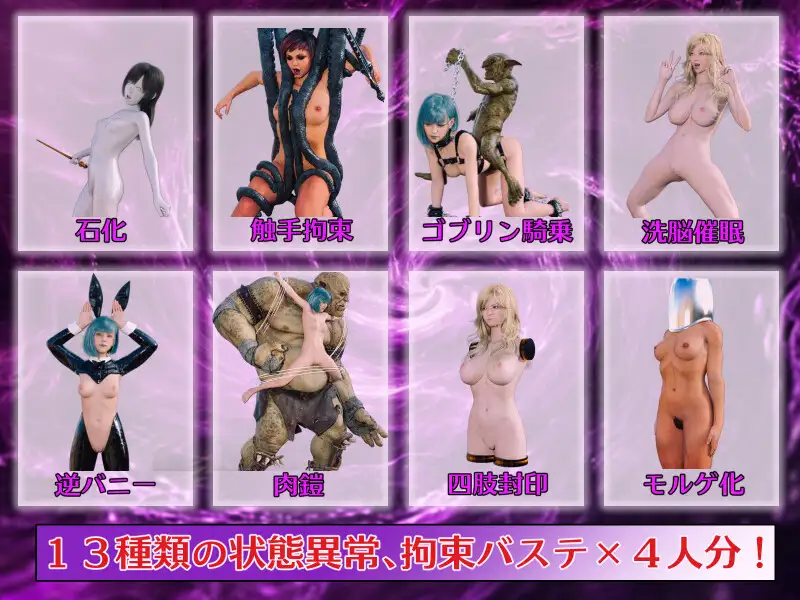 石化
触手拘束
ゴブリン騎乗
洗脳催眠
逆バニー
肉鎧
四肢封印
モルゲ化
13種類の状態異常､拘束バステ×4人分!